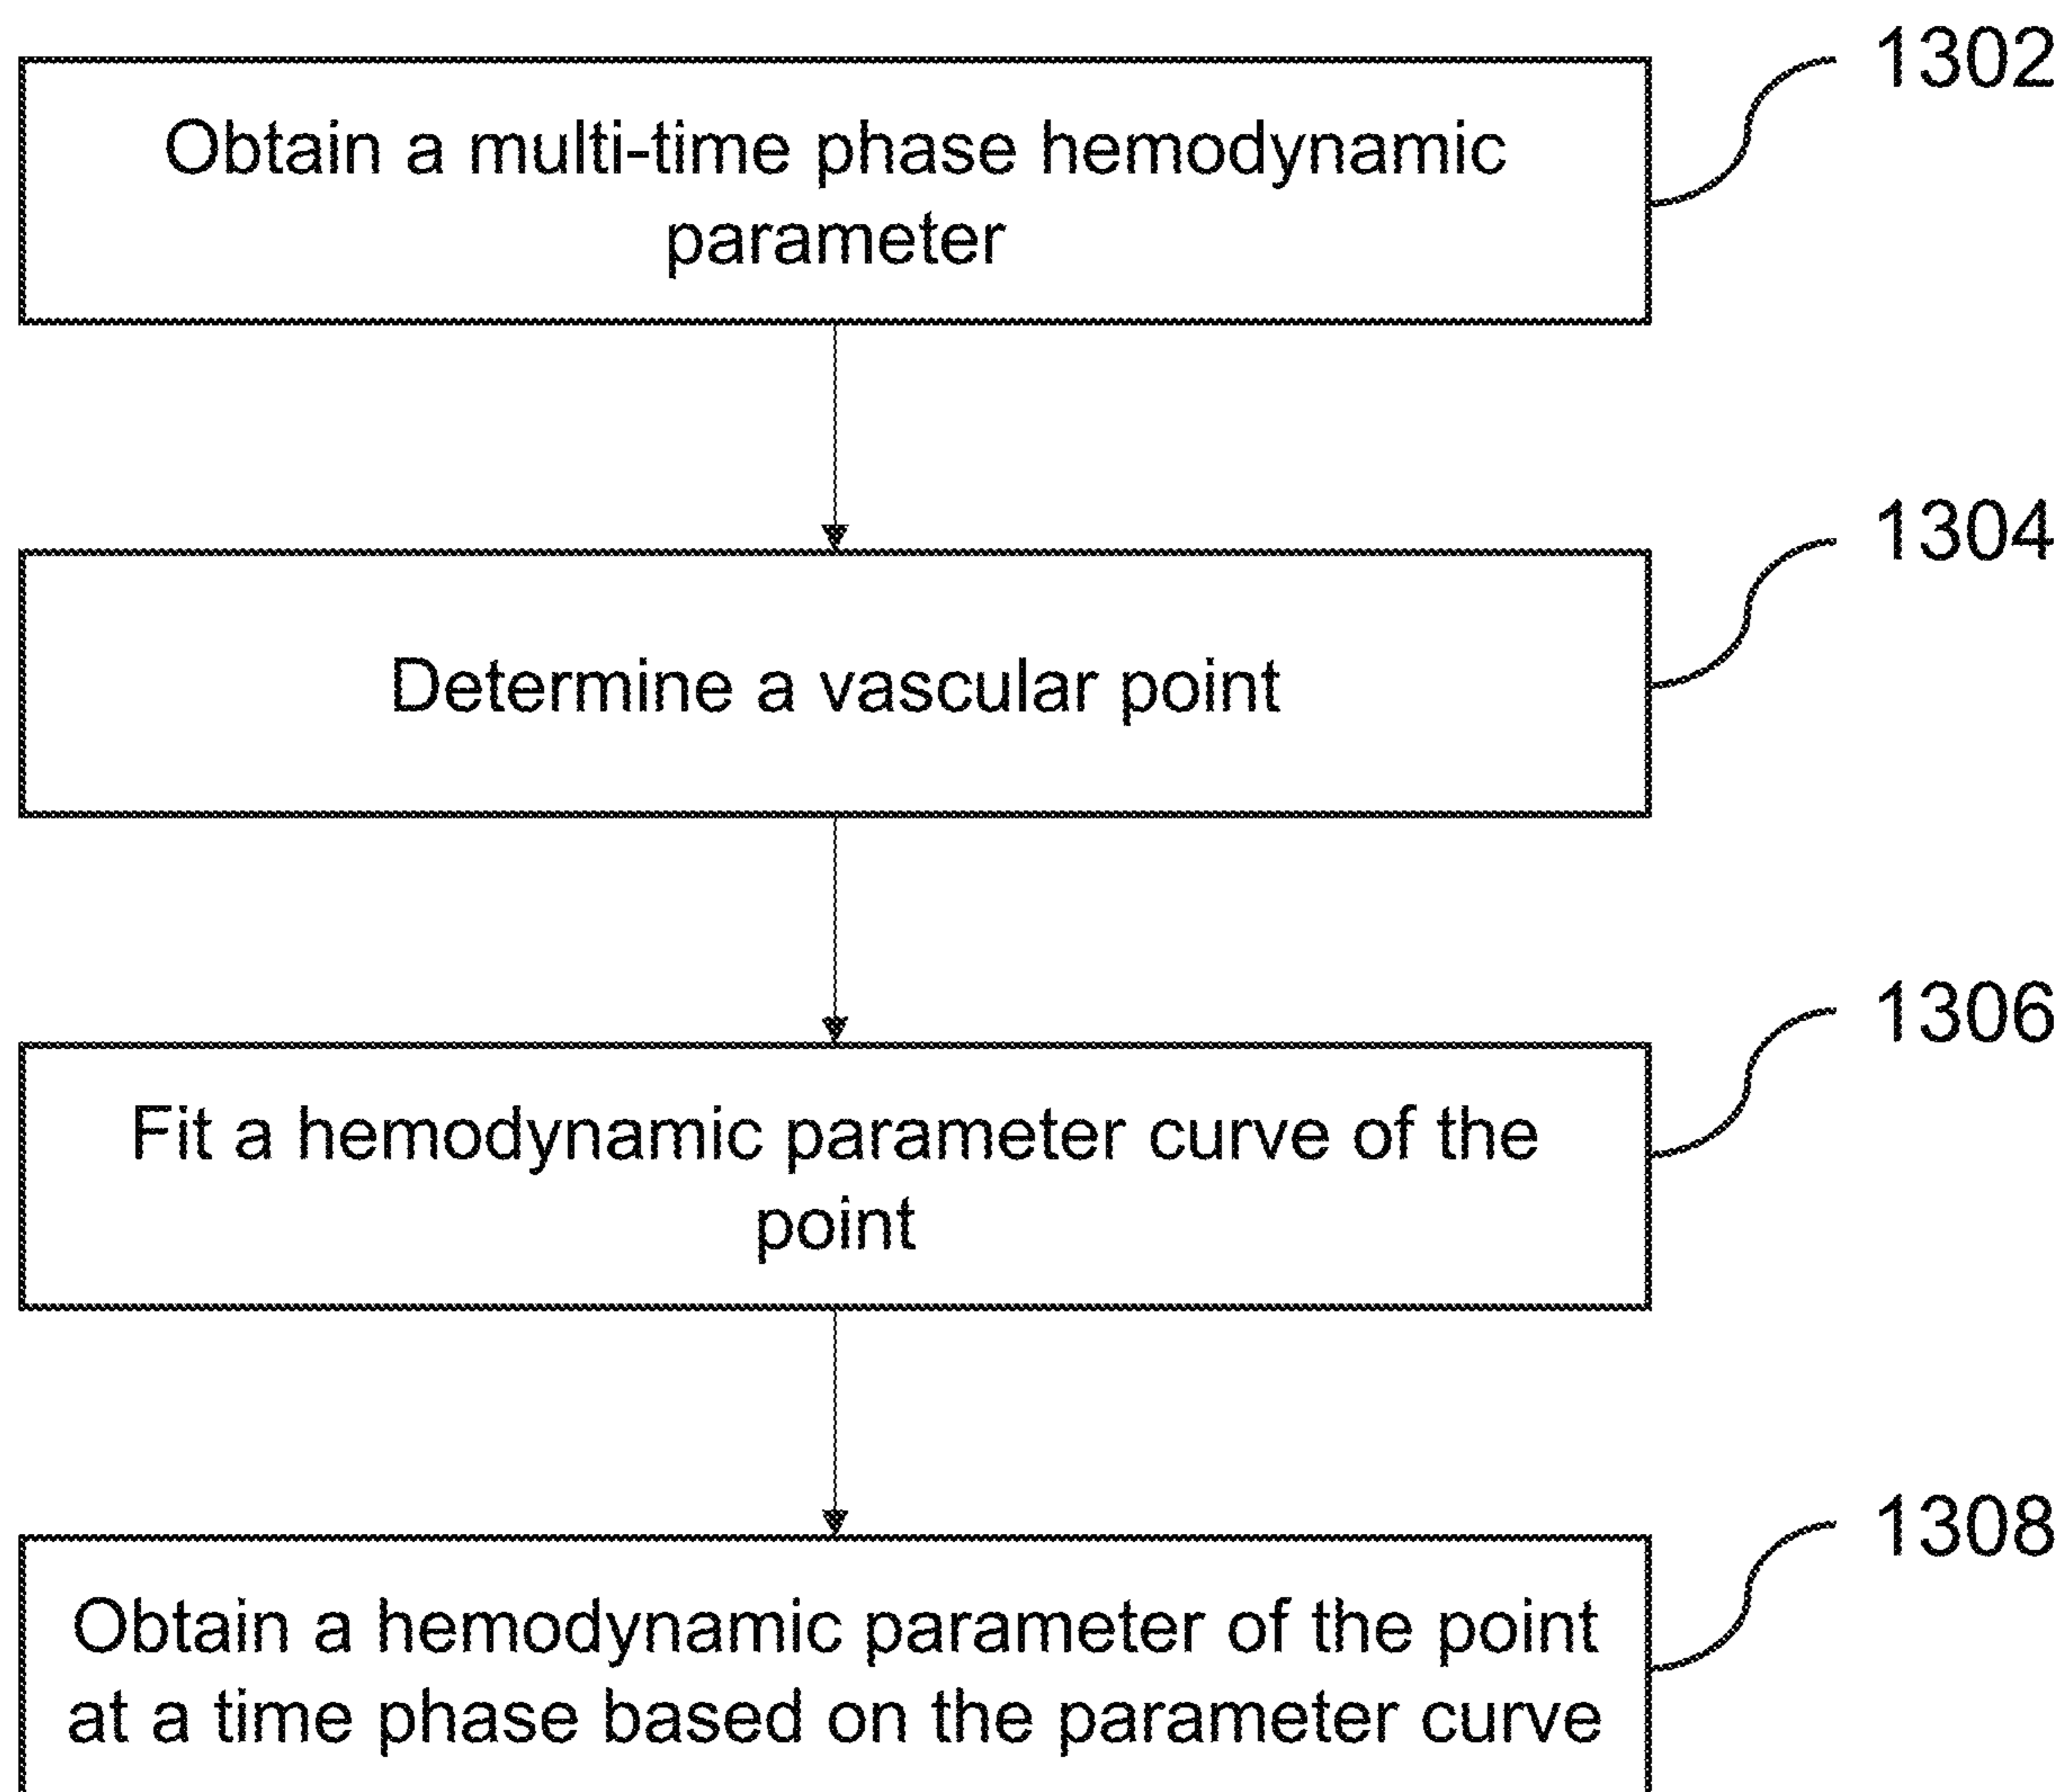 1302
Obtain a multi-time phase hemodynamic
parameter
1304
Determine a vascular point
1306
Fit a hemodynamic parameter curve of the
point
1308
Obtain a hemodynamic parameter of the point
at a time phase based on the parameter curve